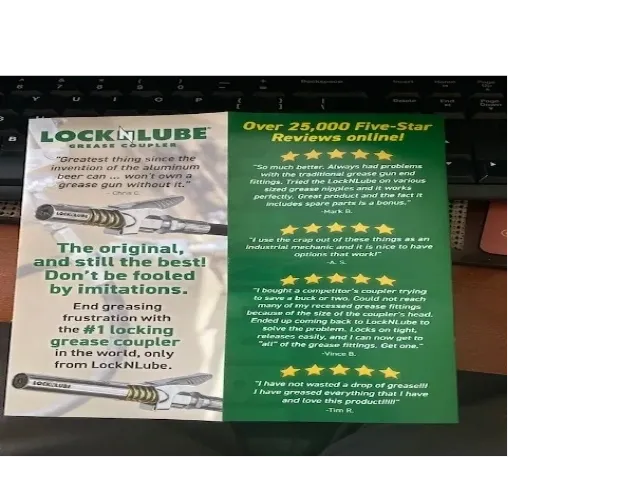 LOCKNLUBE
GREASE COUPLER
"Greatest thing since the
invention of the aluminum
beer can ... won't own a
grease gun without it."
- Chris C.
LOCKNLUBE
The original,
and still the best!
Don't be fooled
by imitations.
End greasing
frustration with
the #1 locking
grease coupler
in the world, only
from LockNLube.
LOCKNLUBE
Over 25,000 Five-Star
Reviews online!
"So much better. Always had problems
with the traditional grease gun end
fittings. Tried the LockNLube on various
sized grease nipples and it works
perfectly. Great product and the fact it
includes spare parts is a bonus."
-Mark B.
"I use the crap out of these things as an
industrial mechanic and it is nice to have
options that work!"
-A. S.
"I bought a competitor's coupler trying
to save a buck or two. Could not reach
many of my recessed grease fittings
because of the size of the coupler's head.
Ended up coming back to LockNLube to
solve the problem. Locks on tight,
releases easily, and I can now get to
"all" of the grease fittings. Get one."
-Vince B.
"I have not wasted a drop of grease!!!
I have greased everything that I have
and love this product!!!!!"
-Tim R.
Y U I O P
Backspace
Delete
End
Page
Down